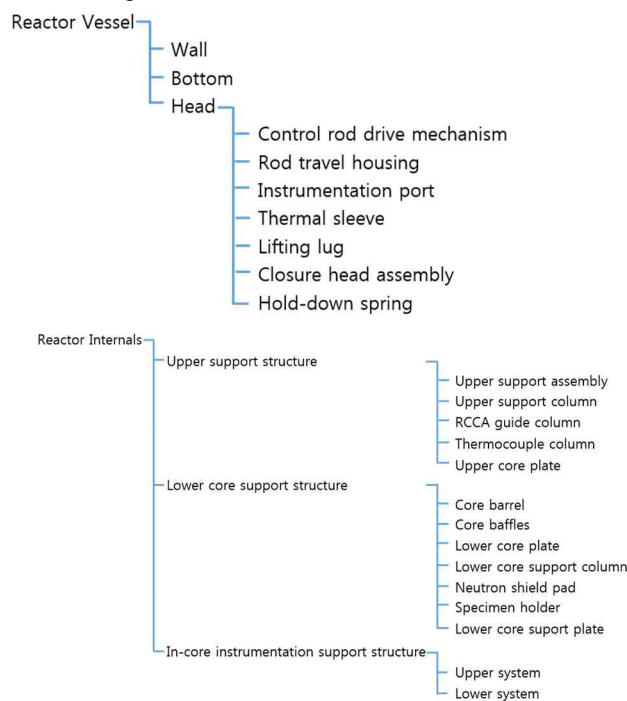 Reactor Vessel
Wall
Bottom
Head
Control rod drive mechanism
Rod travel housing
Instrumentation port
Thermal sleeve
Lifting lug
Closure head assembly
Hold-down spring
Reactor Internals
Upper support structure
Upper support assembly
Upper support column
RCCA guide column
Thermocouple column
Upper core plate
Lower core support structure
Core barrel
Core baffles
Lower core plate
Lower core support column
Neutron shield pad
Specimen holder
Lower core suport plate
In-core instrumentation support structure
Upper system
Lower system